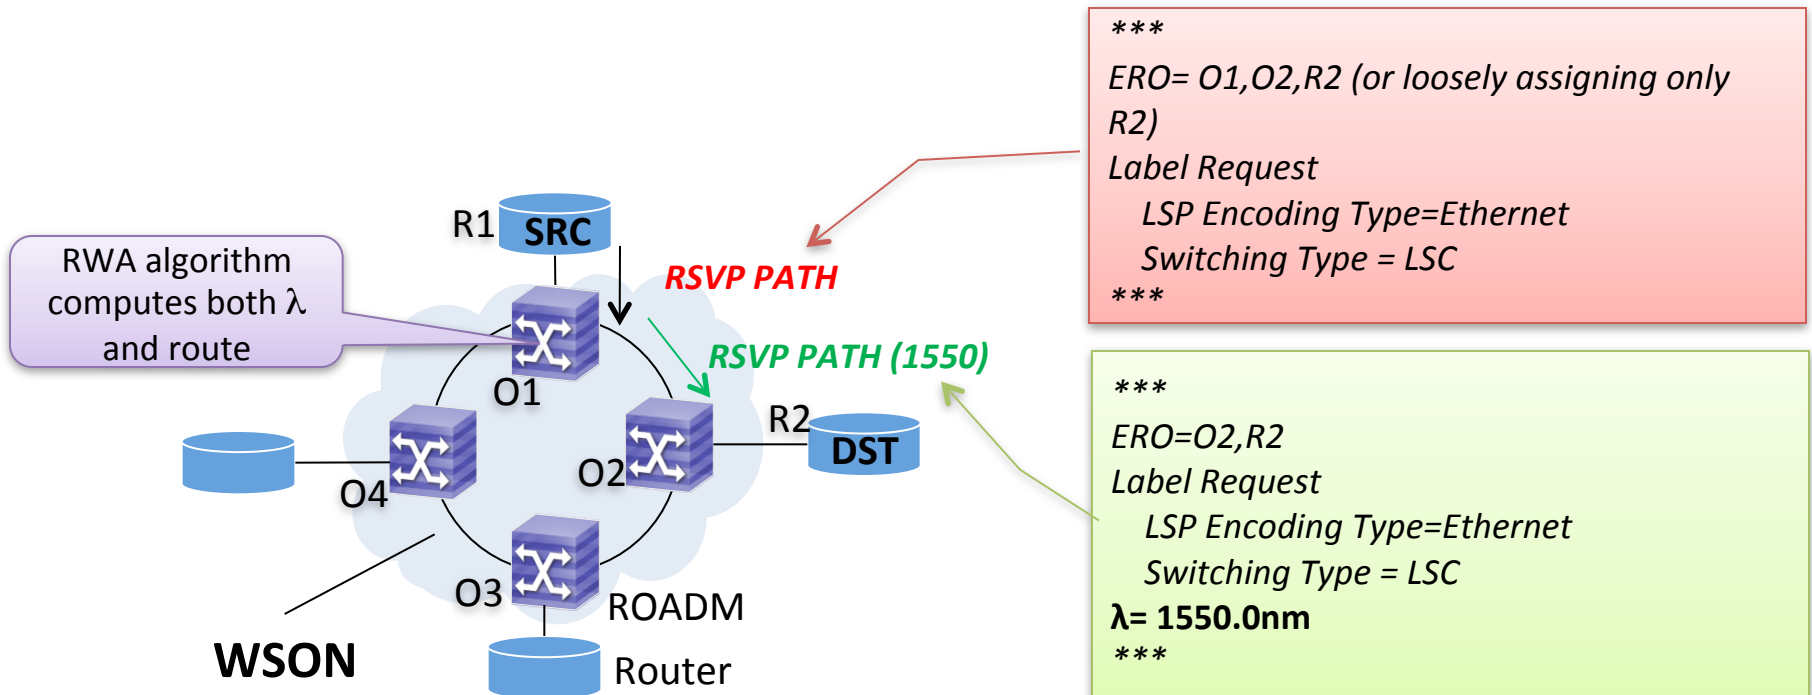 ***
ERO= O1,O2,R2 (or loosely assigning only
R2)
Label Request
LSP Encoding Type=Ethernet
Switching Type = LSC
***
R1
SRC
RWA algorithm
computes both λ
and route
RSVP PATH
RSVP PATH (1550)
O1
R2
DST
O2
O4
O3
ROADM
WSON
Router
***
ERO=O2,R2
Label Request
LSP Encoding Type=Ethernet
Switching Type = LSC
λ= 1550.0nm
***